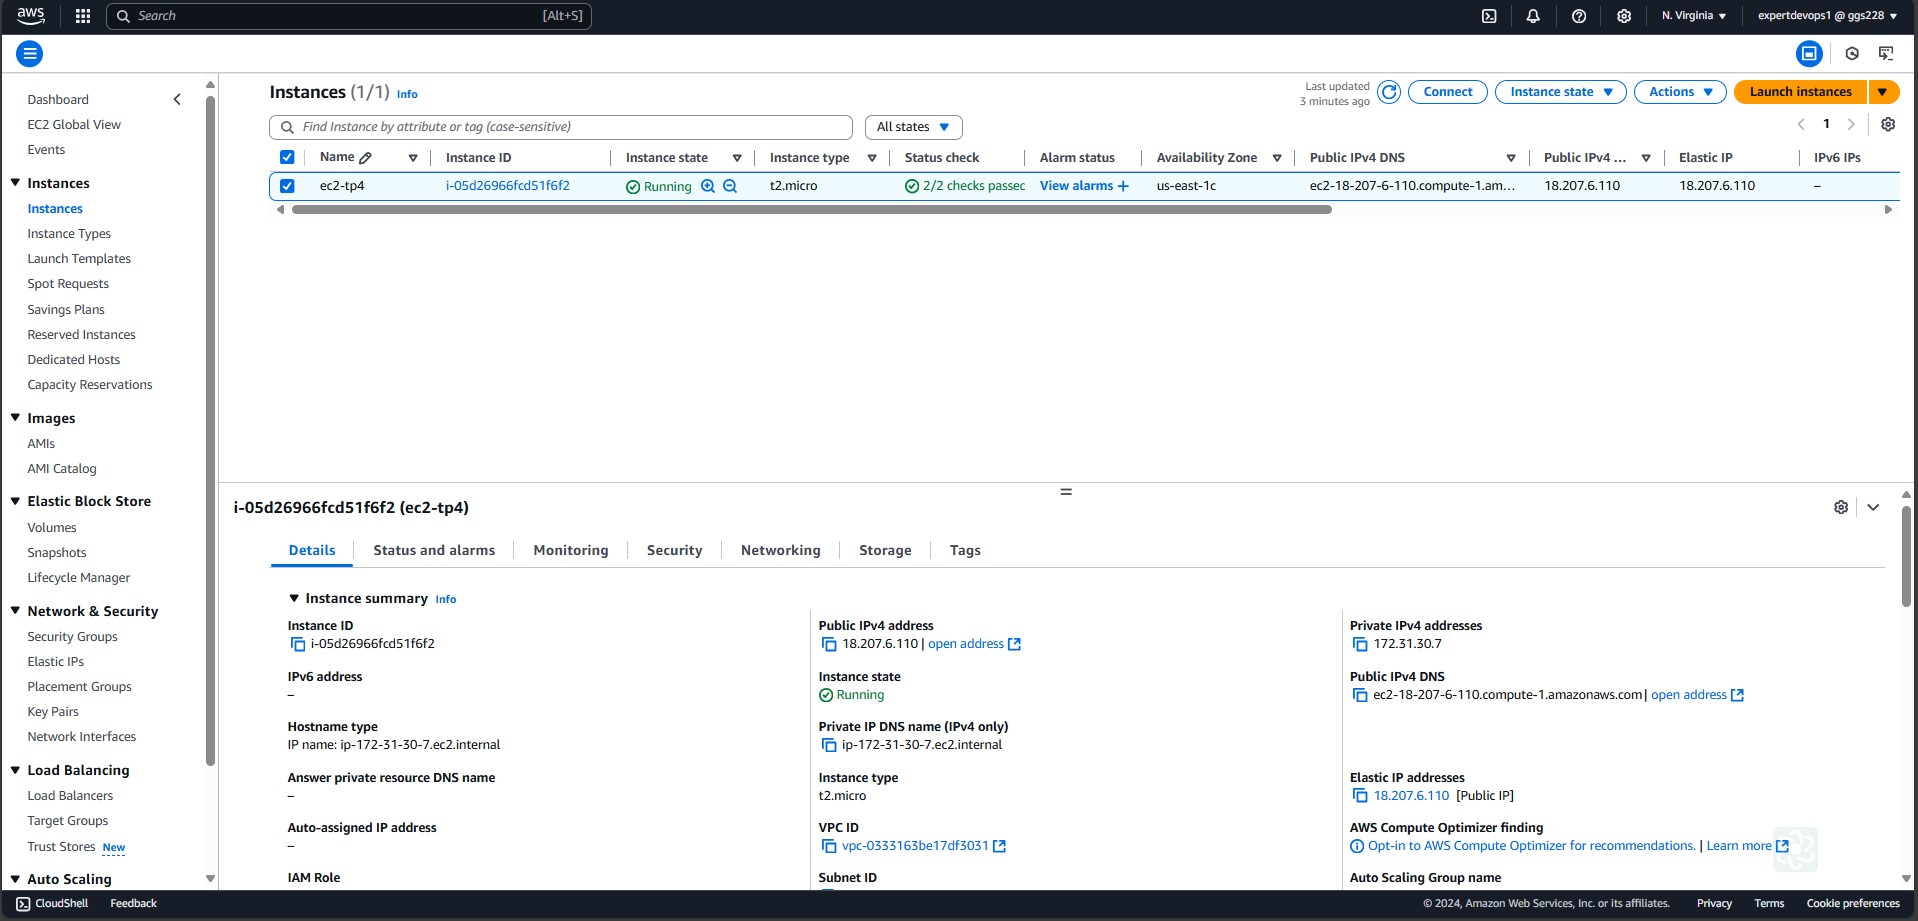 aws
Search [Alt+S]
N. Virginia
expertdevops1 @ ggs228
Dashboard
EC2 Global View
Events
Instances
Instances
Instance Types
Launch Templates
Spot Requests
Savings Plans
Reserved Instances
Dedicated Hosts
Capacity Reservations
Images
AMIs
AMI Catalog
Elastic Block Store
Volumes
Snapshots
Lifecycle Manager
Network & Security
Security Groups
Elastic IPs
Placement Groups
Key Pairs
Network Interfaces
Load Balancing
Load Balancers
Target Groups
Trust Stores New
Auto Scaling
Instances (1/1) Info
Last updated
3 minutes ago
Connect
Instance state
Actions
Launch instances
Find Instance by attribute or tag (case-sensitive)
All states
1
Name Instance ID Instance state Instance type Status check Alarm status Availability Zone Public IPv4 DNS Public IPv4 ... Elastic IP IPv6 IPs
ec2-tp4 i-05d26966fcd51f6f2 Running t2.micro 2/2 checks passed View alarms + us-east-1c ec2-18-207-6-110.compute-1.am... 18.207.6.110 18.207.6.110 –
i-05d26966fcd51f6f2 (ec2-tp4)
Details Status and alarms Monitoring Security Networking Storage Tags
Instance summary Info
Instance ID
i-05d26966fcd51f6f2
Public IPv4 address
18.207.6.110 | open address
Private IPv4 addresses
172.31.30.7
IPv6 address
–
Instance state
Running
Public IPv4 DNS
ec2-18-207-6-110.compute-1.amazonaws.com | open address
Hostname type
IP name: ip-172-31-30-7.ec2.internal
Private IP DNS name (IPv4 only)
ip-172-31-30-7.ec2.internal
Answer private resource DNS name
–
Instance type
t2.micro
Elastic IP addresses
18.207.6.110 [Public IP]
Auto-assigned IP address
–
VPC ID
vpc-0333163be17df3031
AWS Compute Optimizer finding
Opt-in to AWS Compute Optimizer for recommendations. | Learn more
IAM Role
Subnet ID
Auto Scaling Group name
CloudShell Feedback
© 2024, Amazon Web Services, Inc. or its affiliates. Privacy Terms Cookie preferences